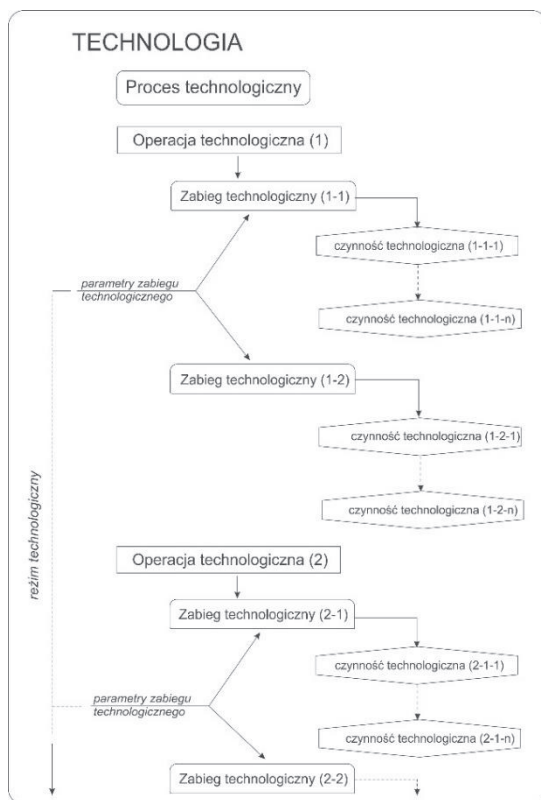 TECHNOLOGIA
Proces technologiczny
Operacja technologiczna (1)
Zabieg technologiczny (1-1)
czynność technologiczna (1-1-1)
parametry zabiegu
technologicznego
czynność technologiczna (1-1-n)
Zabieg technologiczny (1-2)
czynność technologiczna (1-2-1)
czynność technologiczna (1-2-n)
reżim technologiczny
Operacja technologiczna (2)
Zabieg technologiczny (2-1)
czynność technologiczna (2-1-1)
parametry zabiegu
technologicznego
czynność technologiczna (2-1-n)
Zabieg technologiczny (2-2)